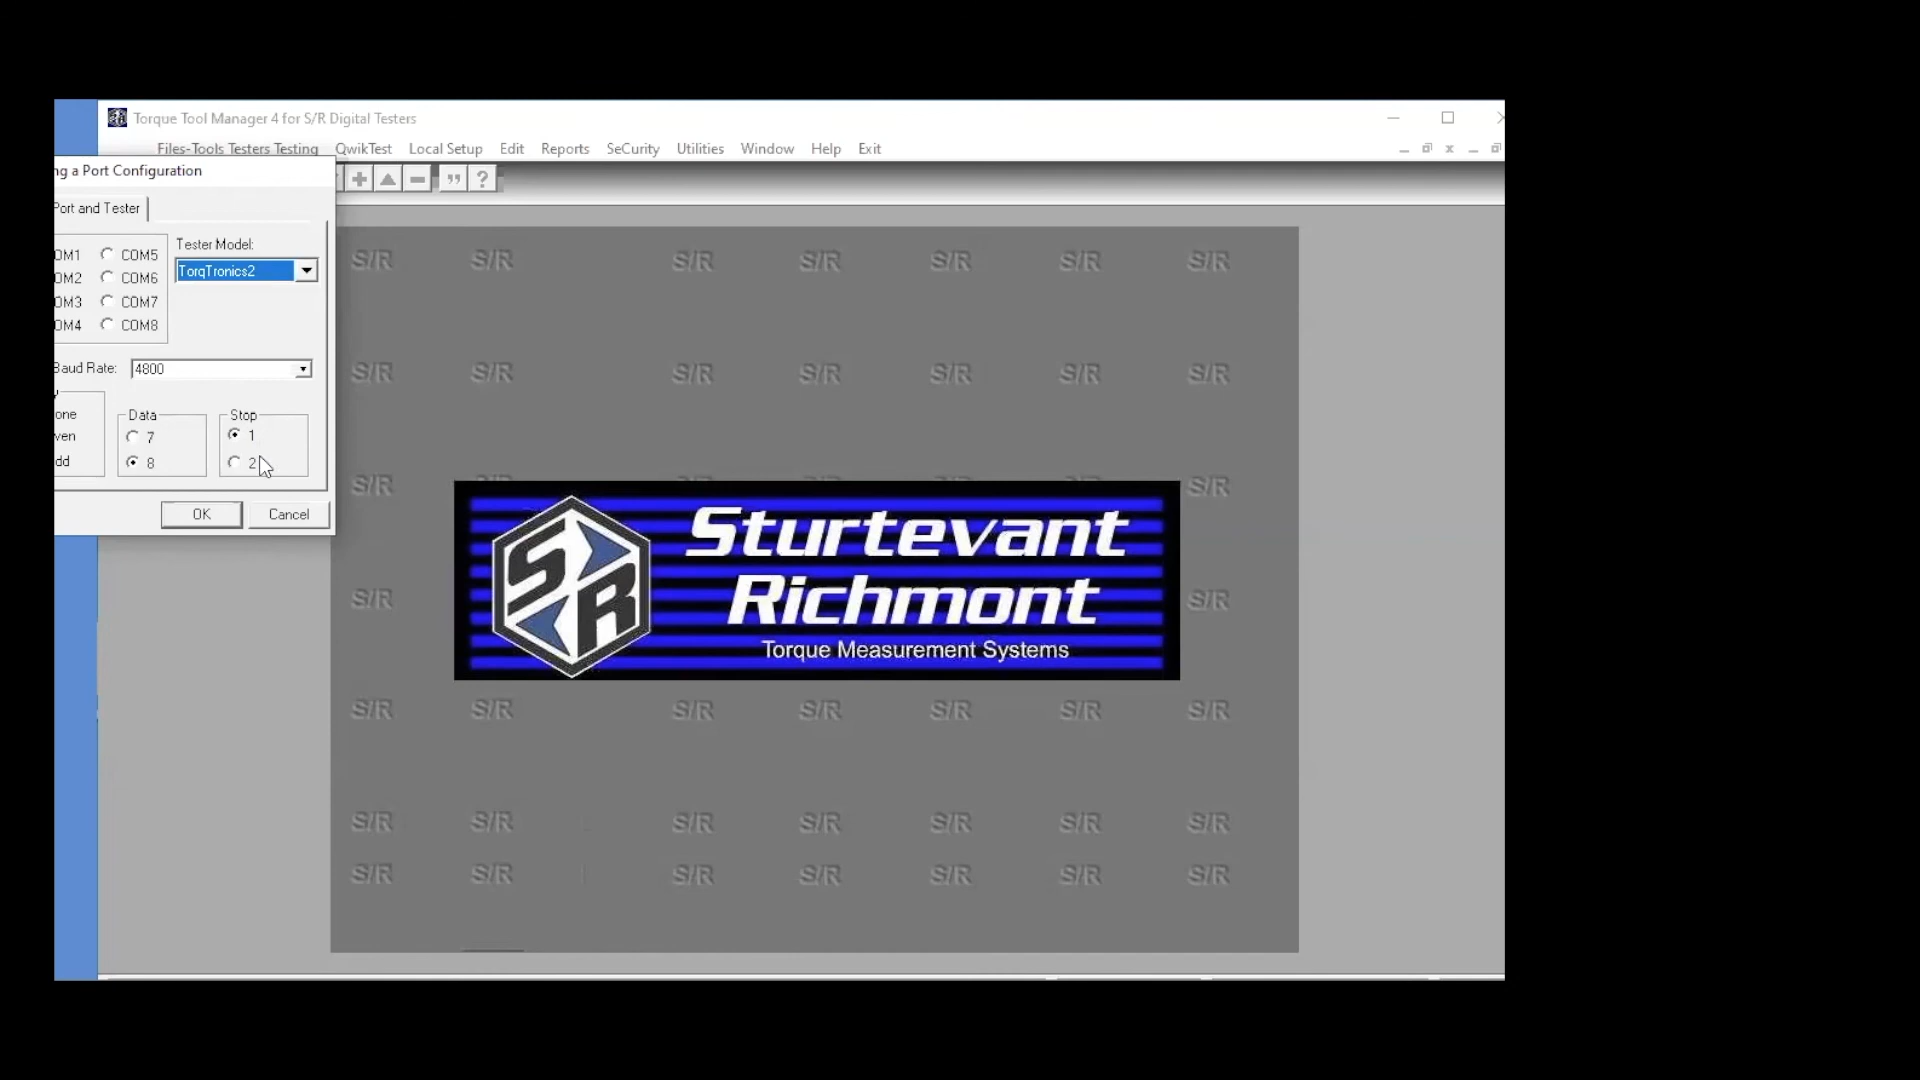 Torque Tool Manager 4 for S/R Digital Testers
Files-Tools Testers Testing QwikTest Local Setup Edit Reports SeCurity Utilities Window Help Exit
ng a Port Configuration
Port and Tester
OM1 COM5
OM2 COM6
OM3 COM7
OM4 COM8
Tester Model:
TorqTronics2
Baud Rate: 4800
one
ven
dd
Data
7
8
Stop
1
2
OK Cancel
S/R S/R S/R S/R S/R S/R S/R
S/R S/R S/R S/R S/R S/R S/R
S/R S/R
S/R S/R
S/R S/R S/R S/R S/R S/R S/R
S/R S/R S/R S/R S/R S/R S/R
S/R S/R S/R S/R S/R S/R S/R
SR
Sturtevant
Richmont
Torque Measurement Systems